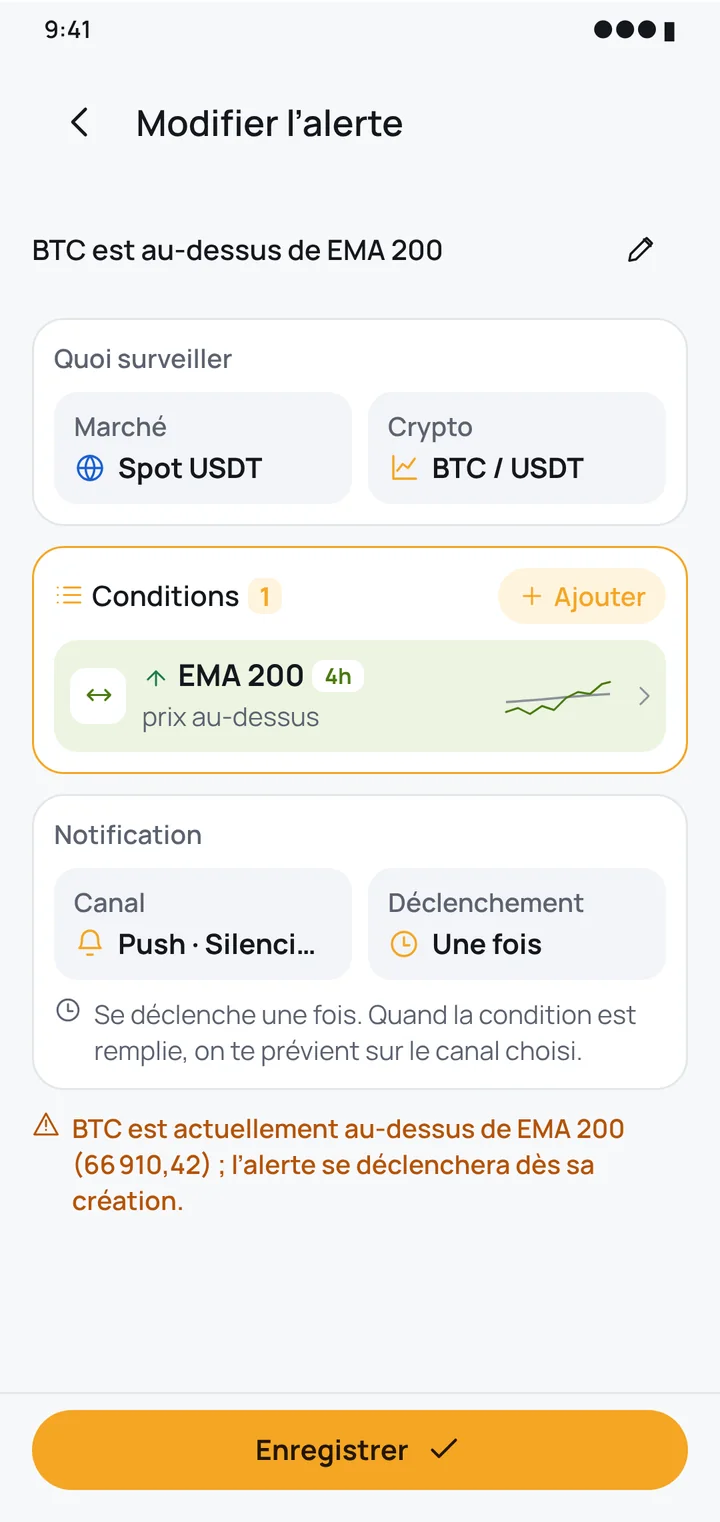 9:41
Modifier l’alerte
BTC est au-dessus de EMA 200
Quoi surveiller
Marché
Spot USDT
Crypto
BTC / USDT
Conditions 1
+ Ajouter
EMA 200 4h
prix au-dessus
Notification
Canal
Push · Silenci...
Déclenchement
Une fois
Se déclenche une fois. Quand la condition est
remplie, on te prévient sur le canal choisi.
BTC est actuellement au-dessus de EMA 200
(66 910,42) ; l’alerte se déclenchera dès sa
création.
Enregistrer